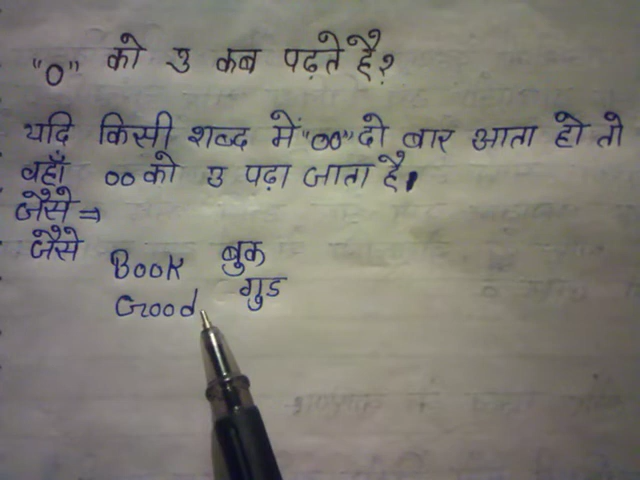 "O" को उ कब पढ़ते है?
यदि किसी शब्द में "oo" दो बार आता हो तो
वहाँ oo को उ पढ़ा जाता है।
जैसे ⇒
जैसे Book बुक
Good गुड